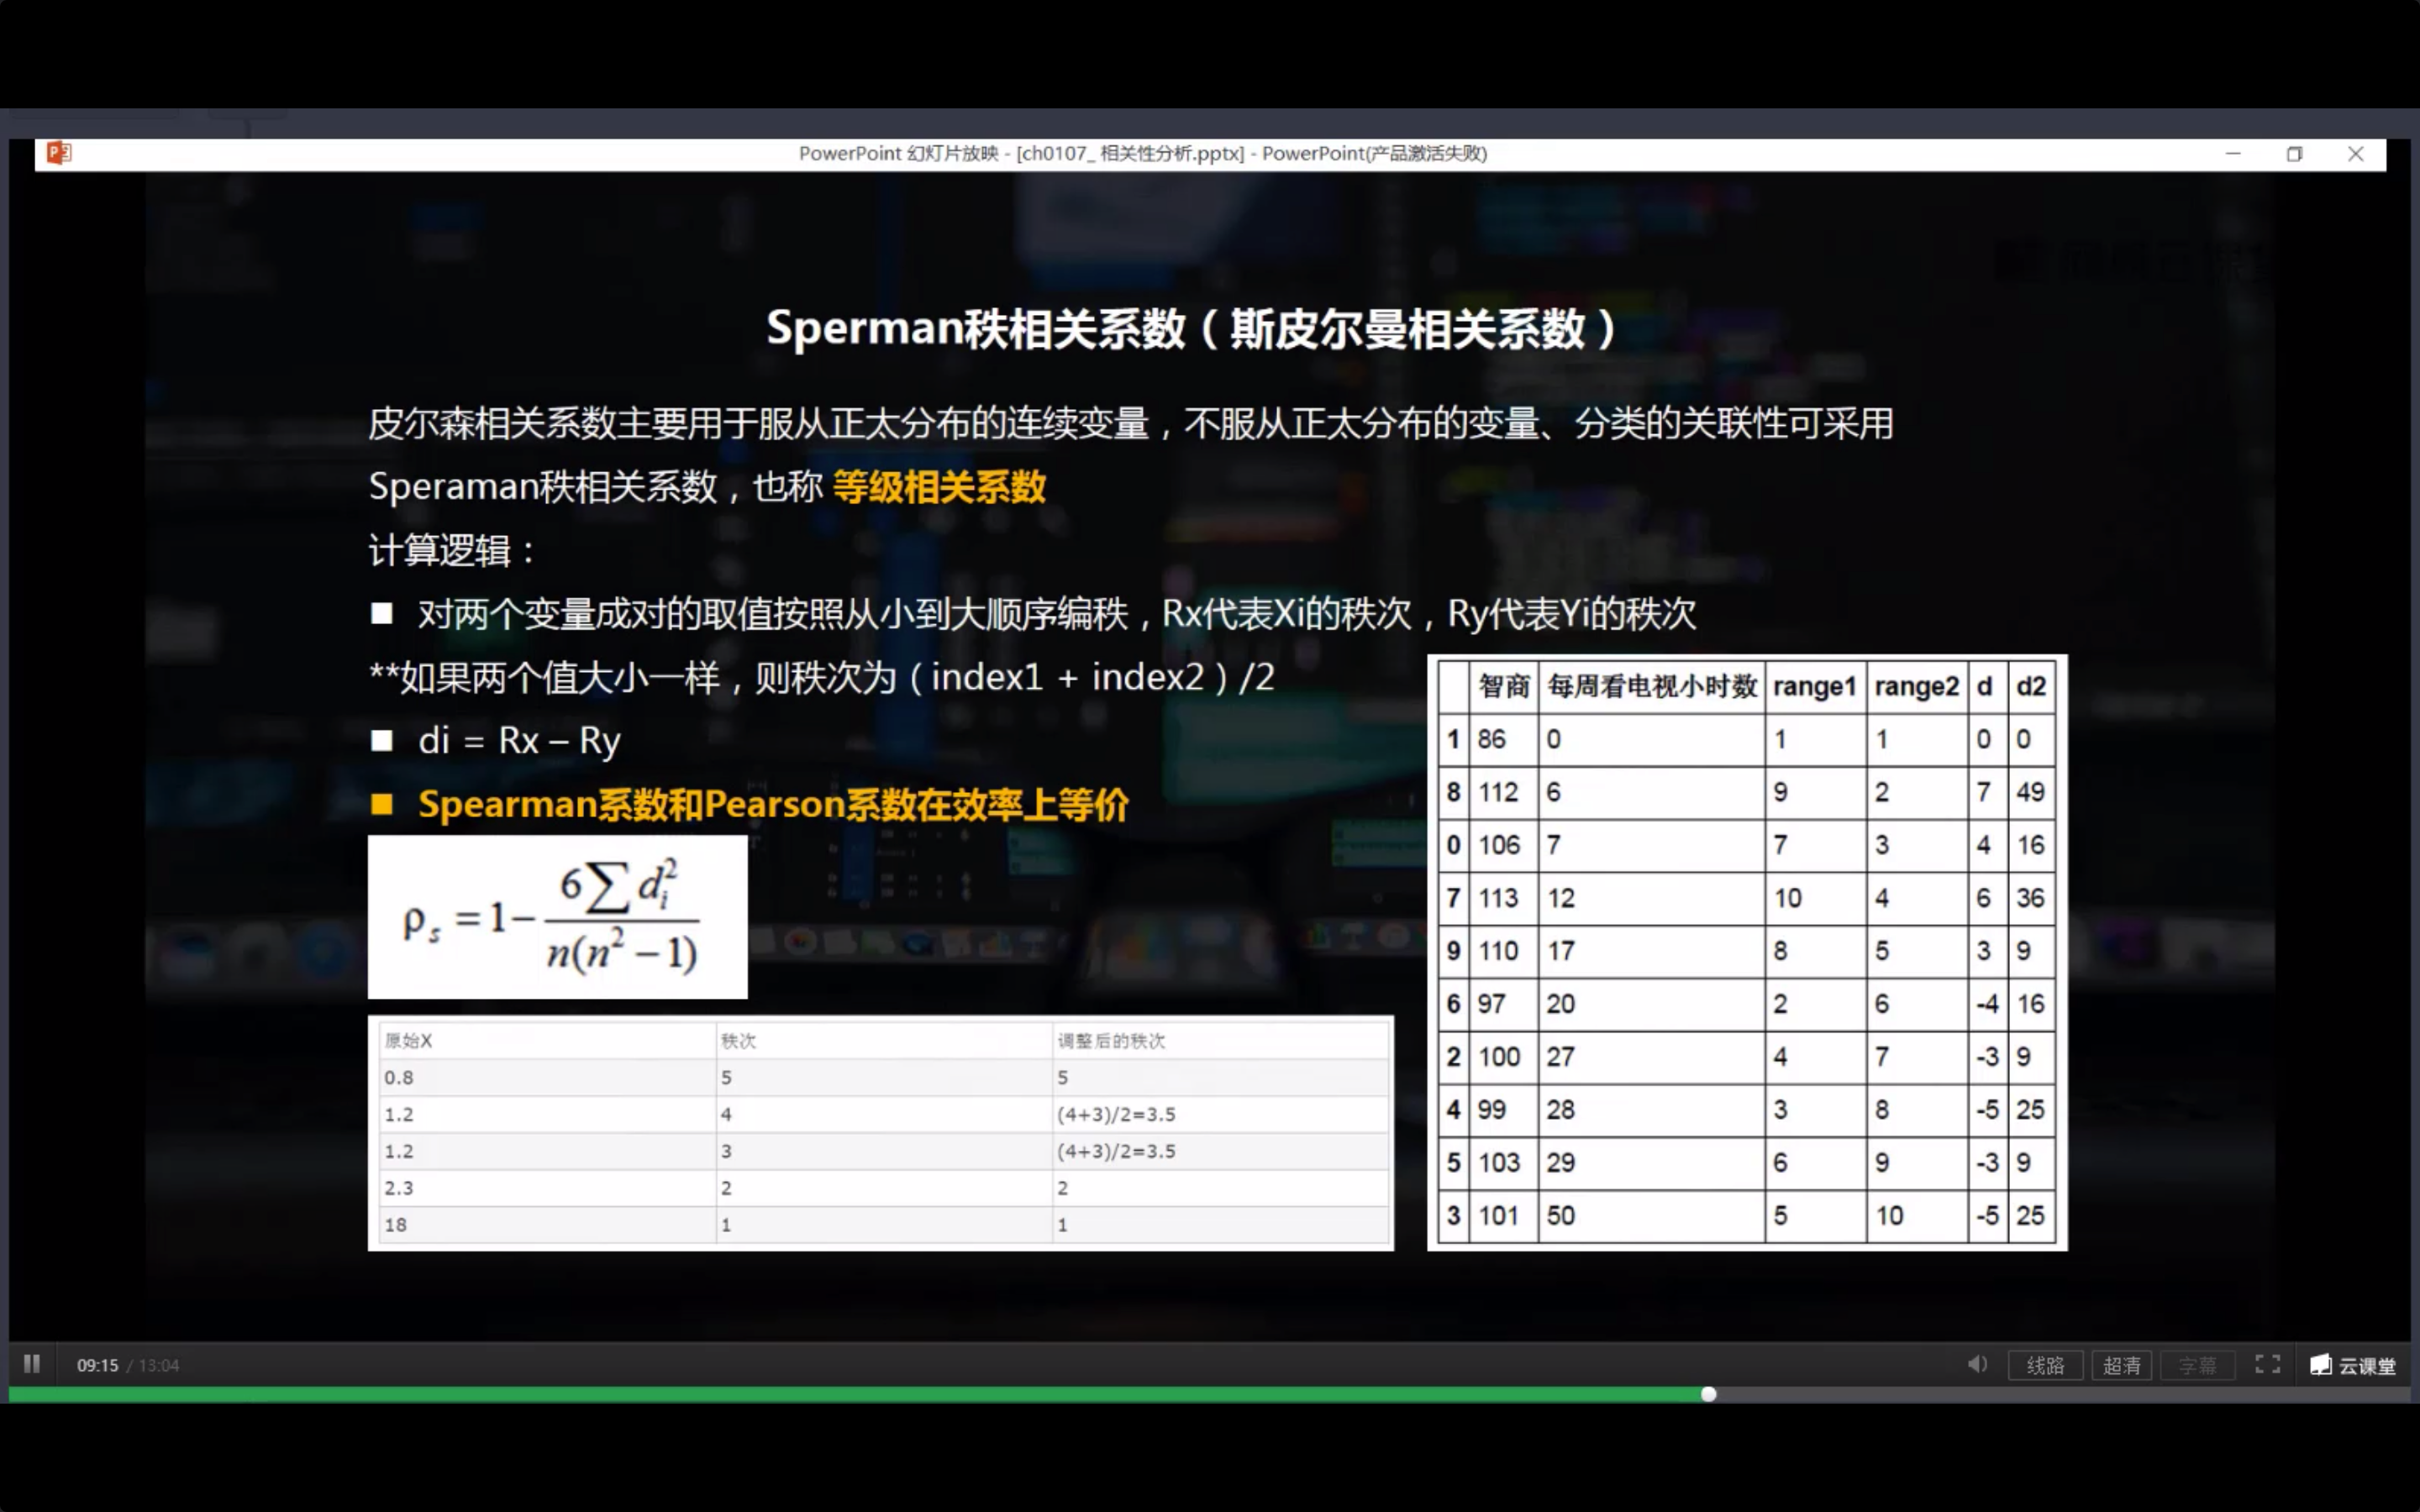 PowerPoint 幻灯片放映 - [ch0107_ 相关性分析.pptx] - PowerPoint(产品激活失败)
Sperman秩相关系数（斯皮尔曼相关系数）
皮尔森相关系数主要用于服从正太分布的连续变量，不服从正太分布的变量、分类的关联性可采用
Speraman秩相关系数，也称 等级相关系数
计算逻辑：
■ 对两个变量成对的取值按照从小到大顺序编秩，Rx代表Xi的秩次，Ry代表Yi的秩次
**如果两个值大小一样，则秩次为（index1 + index2）/2
■ di = Rx – Ry
■ Spearman系数和Pearson系数在效率上等价
ρs = 1 − 6∑di² / n(n² − 1)
原始X 秩次 调整后的秩次
0.8 5 5
1.2 4 (4+3)/2=3.5
1.2 3 (4+3)/2=3.5
2.3 2 2
18 1 1
智商 每周看电视小时数 range1 range2 d d2
1 86 0 1 1 0 0
8 112 6 9 2 7 49
0 106 7 7 3 4 16
7 113 12 10 4 6 36
9 110 17 8 5 3 9
6 97 20 2 6 -4 16
2 100 27 4 7 -3 9
4 99 28 3 8 -5 25
5 103 29 6 9 -3 9
3 101 50 5 10 -5 25
09:15 / 13:04
线路 超清 字幕 云课堂